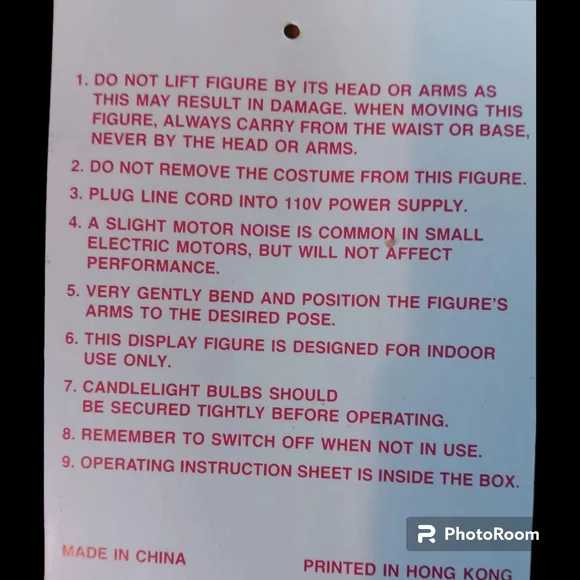 1. DO NOT LIFT FIGURE BY ITS HEAD OR ARMS AS
THIS MAY RESULT IN DAMAGE. WHEN MOVING THIS
FIGURE, ALWAYS CARRY FROM THE WAIST OR BASE,
NEVER BY THE HEAD OR ARMS.
2. DO NOT REMOVE THE COSTUME FROM THIS FIGURE.
3. PLUG LINE CORD INTO 110V POWER SUPPLY.
4. A SLIGHT MOTOR NOISE IS COMMON IN SMALL
ELECTRIC MOTORS, BUT WILL NOT AFFECT
PERFORMANCE.
5. VERY GENTLY BEND AND POSITION THE FIGURE'S
ARMS TO THE DESIRED POSE.
6. THIS DISPLAY FIGURE IS DESIGNED FOR INDOOR
USE ONLY.
7. CANDLELIGHT BULBS SHOULD
BE SECURED TIGHTLY BEFORE OPERATING.
8. REMEMBER TO SWITCH OFF WHEN NOT IN USE.
9. OPERATING INSTRUCTION SHEET IS INSIDE THE BOX.
PhotoRoom
MADE IN CHINA
PRINTED IN HONG KONG